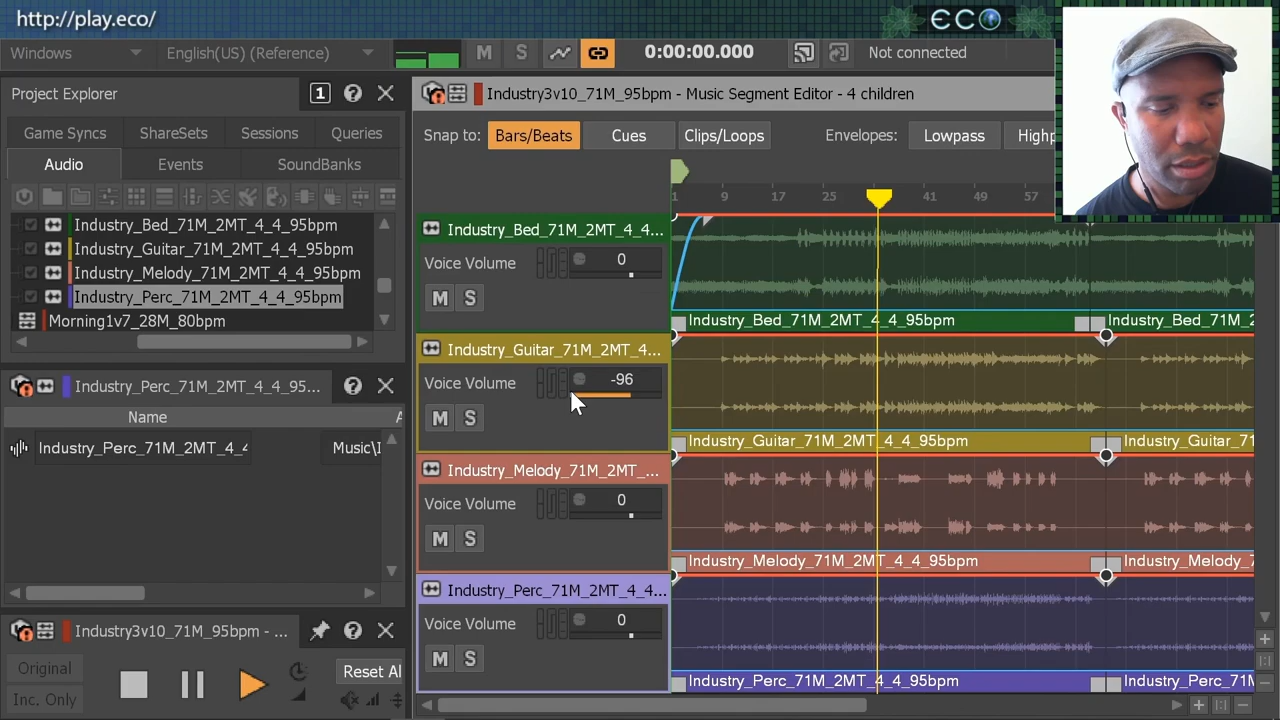 http://play.eco/
ECO
Windows
English(US) (Reference)
M S
0:00:00.000
Not connected
Project Explorer
1
Industry3v10_71M_95bpm - Music Segment Editor - 4 children
Game Syncs ShareSets Sessions Queries
Audio Events SoundBanks
Snap to: Bars/Beats Cues Clips/Loops Envelopes: Lowpass Highp
1 9 17 25 41 49 57
Industry_Bed_71M_2MT_4_4_95bpm
Industry_Guitar_71M_2MT_4_4_95bpm
Industry_Melody_71M_2MT_4_4_95bpm
Industry_Perc_71M_2MT_4_4_95bpm
Morning1v7_28M_80bpm
Industry_Bed_71M_2MT_4_4...
Voice Volume 0
M S
Industry_Bed_71M_2MT_4_4_95bpm Industry_Bed_71M_2
Industry_Guitar_71M_2MT_4...
Voice Volume -96
M S
Industry_Guitar_71M_2MT_4_4_95bpm Industry_Guitar_71
Industry_Melody_71M_2MT_...
Voice Volume 0
M S
Industry_Melody_71M_2MT_4_4_95bpm Industry_Melody_7
Industry_Perc_71M_2MT_4_4...
Voice Volume 0
M S
Industry_Perc_71M_2MT_4_4_95bpm Industry_Perc_71M
Industry_Perc_71M_2MT_4_4_95...
Name
Industry_Perc_71M_2MT_4_4 Music\I
Industry3v10_71M_95bpm - ...
Original
Inc. Only
Reset Al